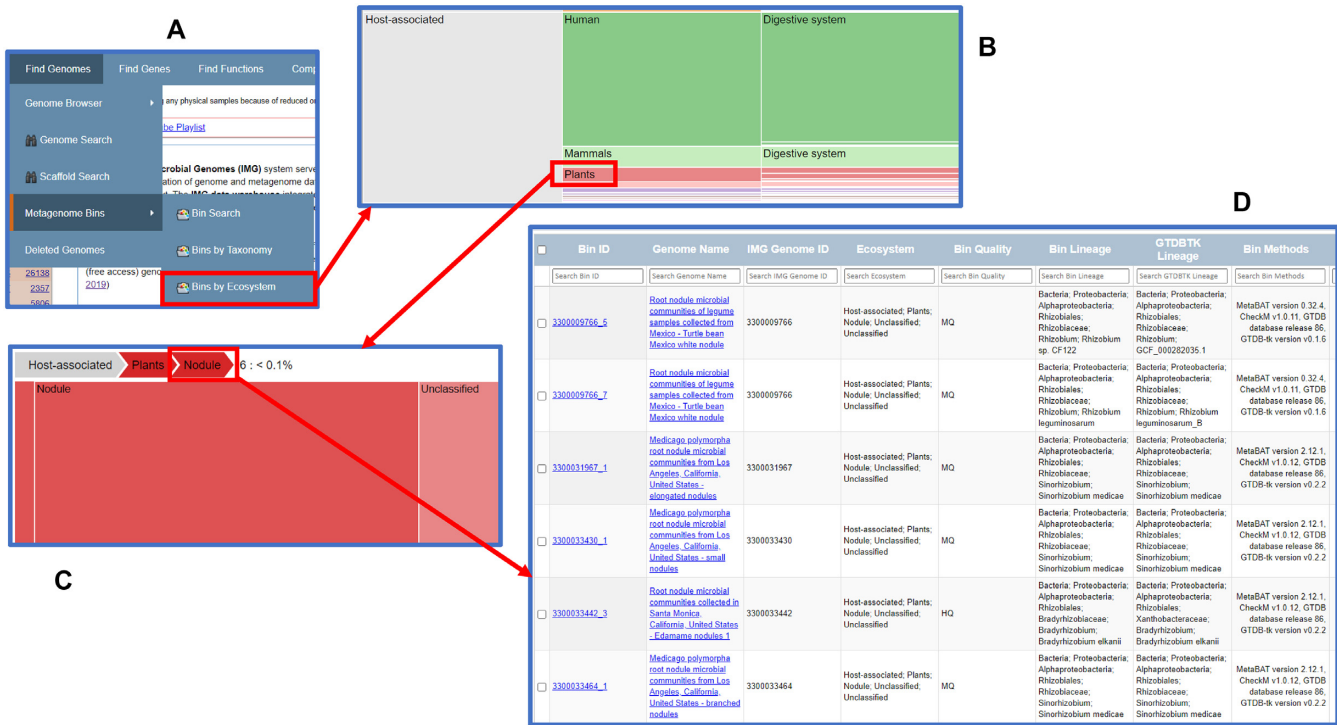 A
Find Genomes Find Genes Find Functions
Genome Browser
any physical samples because of reduced
Genome Search
be Playlist
Scaffold Search
crobial Genomes (IMG) system serve
ation of genome and metagenome dat
Metagenome Bins
Bin Search
Deleted Genomes
Bins by Taxonomy
26138
(free access)
2357
2019)
Bins by Ecosystem
5806
B
Host-associated Human Digestive system
Mammals Digestive system
Plants
C
Host-associated Plants Nodule 6 : < 0.1%
Nodule Unclassified
D
Bin ID Genome Name IMG Genome ID Ecosystem Bin Quality Bin Lineage GTDBTK Lineage Bin Methods
Search Bin ID Search Genome Name Search IMG Genome ID Search Ecosystem Search Bin Quality Search Bin Lineage Search GTDBTK Lineage Search Bin Methods
3300009766_5
Root nodule microbial
communities of legume
samples collected from
Mexico - Turtle bean
Mexico white nodule
3300009766
Host-associated; Plants;
Nodule; Unclassified;
Unclassified
MQ
Bacteria; Proteobacteria;
Alphaproteobacteria;
Rhizobiales;
Rhizobiaceae;
Rhizobium; Rhizobium
sp. CF122
Bacteria; Proteobacteria;
Alphaproteobacteria;
Rhizobiales;
Rhizobiaceae;
Rhizobium;
GCF_000282035.1
MetaBAT version 0.32.4,
CheckM v1.0.11, GTDB
database release 86,
GTDB-tk version v0.1.6
3300009766_7
Root nodule microbial
communities of legume
samples collected from
Mexico - Turtle bean
Mexico white nodule
3300009766
Host-associated; Plants;
Nodule; Unclassified;
Unclassified
MQ
Bacteria; Proteobacteria;
Alphaproteobacteria;
Rhizobiales;
Rhizobiaceae;
Rhizobium; Rhizobium
leguminosarum
Bacteria; Proteobacteria;
Alphaproteobacteria;
Rhizobiales;
Rhizobiaceae;
Rhizobium; Rhizobium
leguminosarum_B
MetaBAT version 0.32.4,
CheckM v1.0.11, GTDB
database release 86,
GTDB-tk version v0.1.6
3300031967_1
Medicago polymorpha
root nodule microbial
communities from Los
Angeles, California,
United States -
elongated nodules
3300031967
Host-associated; Plants;
Nodule; Unclassified;
Unclassified
MQ
Bacteria; Proteobacteria;
Alphaproteobacteria;
Rhizobiales;
Rhizobiaceae;
Sinorhizobium;
Sinorhizobium medicae
Bacteria; Proteobacteria;
Alphaproteobacteria;
Rhizobiales;
Rhizobiaceae;
Sinorhizobium;
Sinorhizobium medicae
MetaBAT version 2.12.1,
CheckM v1.0.12, GTDB
database release 86,
GTDB-tk version v0.2.2
3300033430_1
Medicago polymorpha
root nodule microbial
communities from Los
Angeles, California,
United States - small
nodules
3300033430
Host-associated; Plants;
Nodule; Unclassified;
Unclassified
MQ
Bacteria; Proteobacteria;
Alphaproteobacteria;
Rhizobiales;
Rhizobiaceae;
Sinorhizobium;
Sinorhizobium medicae
Bacteria; Proteobacteria;
Alphaproteobacteria;
Rhizobiales;
Rhizobiaceae;
Sinorhizobium;
Sinorhizobium medicae
MetaBAT version 2.12.1,
CheckM v1.0.12, GTDB
database release 86,
GTDB-tk version v0.2.2
3300033442_3
Root nodule microbial
communities collected in
Santa Monica,
California, United States
- Edamame nodules 1
3300033442
Host-associated; Plants;
Nodule; Unclassified;
Unclassified
HQ
Bacteria; Proteobacteria;
Alphaproteobacteria;
Rhizobiales;
Bradyrhizobiaceae;
Bradyrhizobium;
Bradyrhizobium elkanii
Bacteria; Proteobacteria;
Alphaproteobacteria;
Rhizobiales;
Xanthobacteraceae;
Bradyrhizobium;
Bradyrhizobium elkanii
MetaBAT version 2.12.1,
CheckM v1.0.12, GTDB
database release 86,
GTDB-tk version v0.2.2
3300033464_1
Medicago polymorpha
root nodule microbial
communities from Los
Angeles, California,
United States - branched
nodules
3300033464
Host-associated; Plants;
Nodule; Unclassified;
Unclassified
MQ
Bacteria; Proteobacteria;
Alphaproteobacteria;
Rhizobiales;
Rhizobiaceae;
Sinorhizobium;
Sinorhizobium medicae
Bacteria; Proteobacteria;
Alphaproteobacteria;
Rhizobiales;
Rhizobiaceae;
Sinorhizobium;
Sinorhizobium medicae
MetaBAT version 2.12.1,
CheckM v1.0.12, GTDB
database release 86,
GTDB-tk version v0.2.2